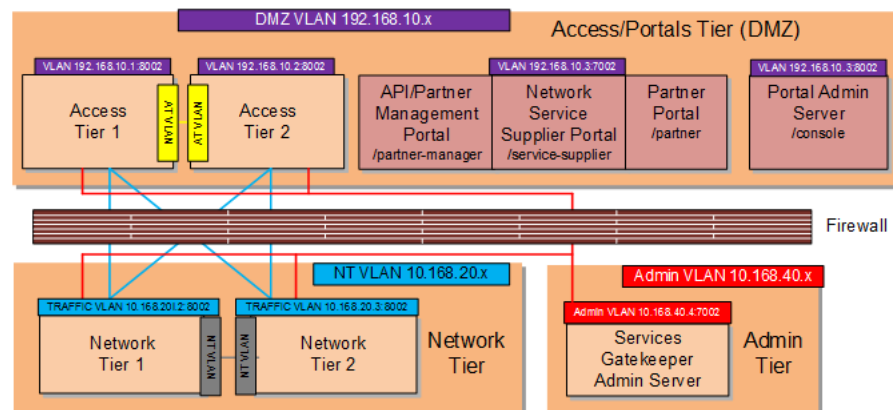 DMZ VLAN 192.168.10.x
Access/Portals Tier (DMZ)
VLAN 192.168.10.1:8002
VLAN 192.168.10.2:8002
VLAN 192.168.10.3:7002
VLAN 192.168.10.3:8002
Access
Tier 1
AT VLAN
AT VLAN
Access
Tier 2
API/Partner
Management
Portal
/partner-manager
Network
Service
Supplier Portal
/service-supplier
Partner
Portal
/partner
Portal Admin
Server
/console
Firewall
NT VLAN 10.168.20.x
Admin VLAN 10.168.40.x
TRAFFIC VLAN 10.168.20I.2:8002
TRAFFIC VLAN 10.168.20.3:8002
Admin VLAN 10.168.40.4:7002
Network
Tier 1
NT VLAN
NT VLAN
Network
Tier 2
Network
Tier
Services
Gatekeeper
Admin Server
Admin
Tier